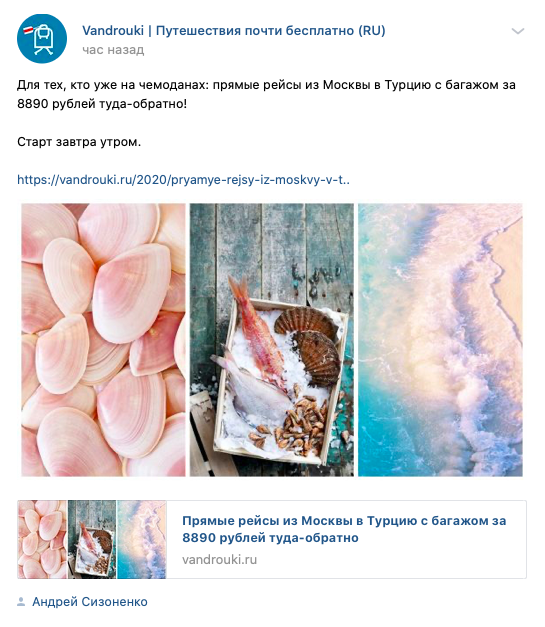 Vandrouki | Путешествия почти бесплатно (RU)
час назад
Для тех, кто уже на чемоданах: прямые рейсы из Москвы в Турцию с багажом за
8890 рублей туда-обратно!
Старт завтра утром.
https://vandrouki.ru/2020/pryamye-rejsy-iz-moskvy-v-t..
Прямые рейсы из Москвы в Турцию с багажом за
8890 рублей туда-обратно
vandrouki.ru
Андрей Сизоненко